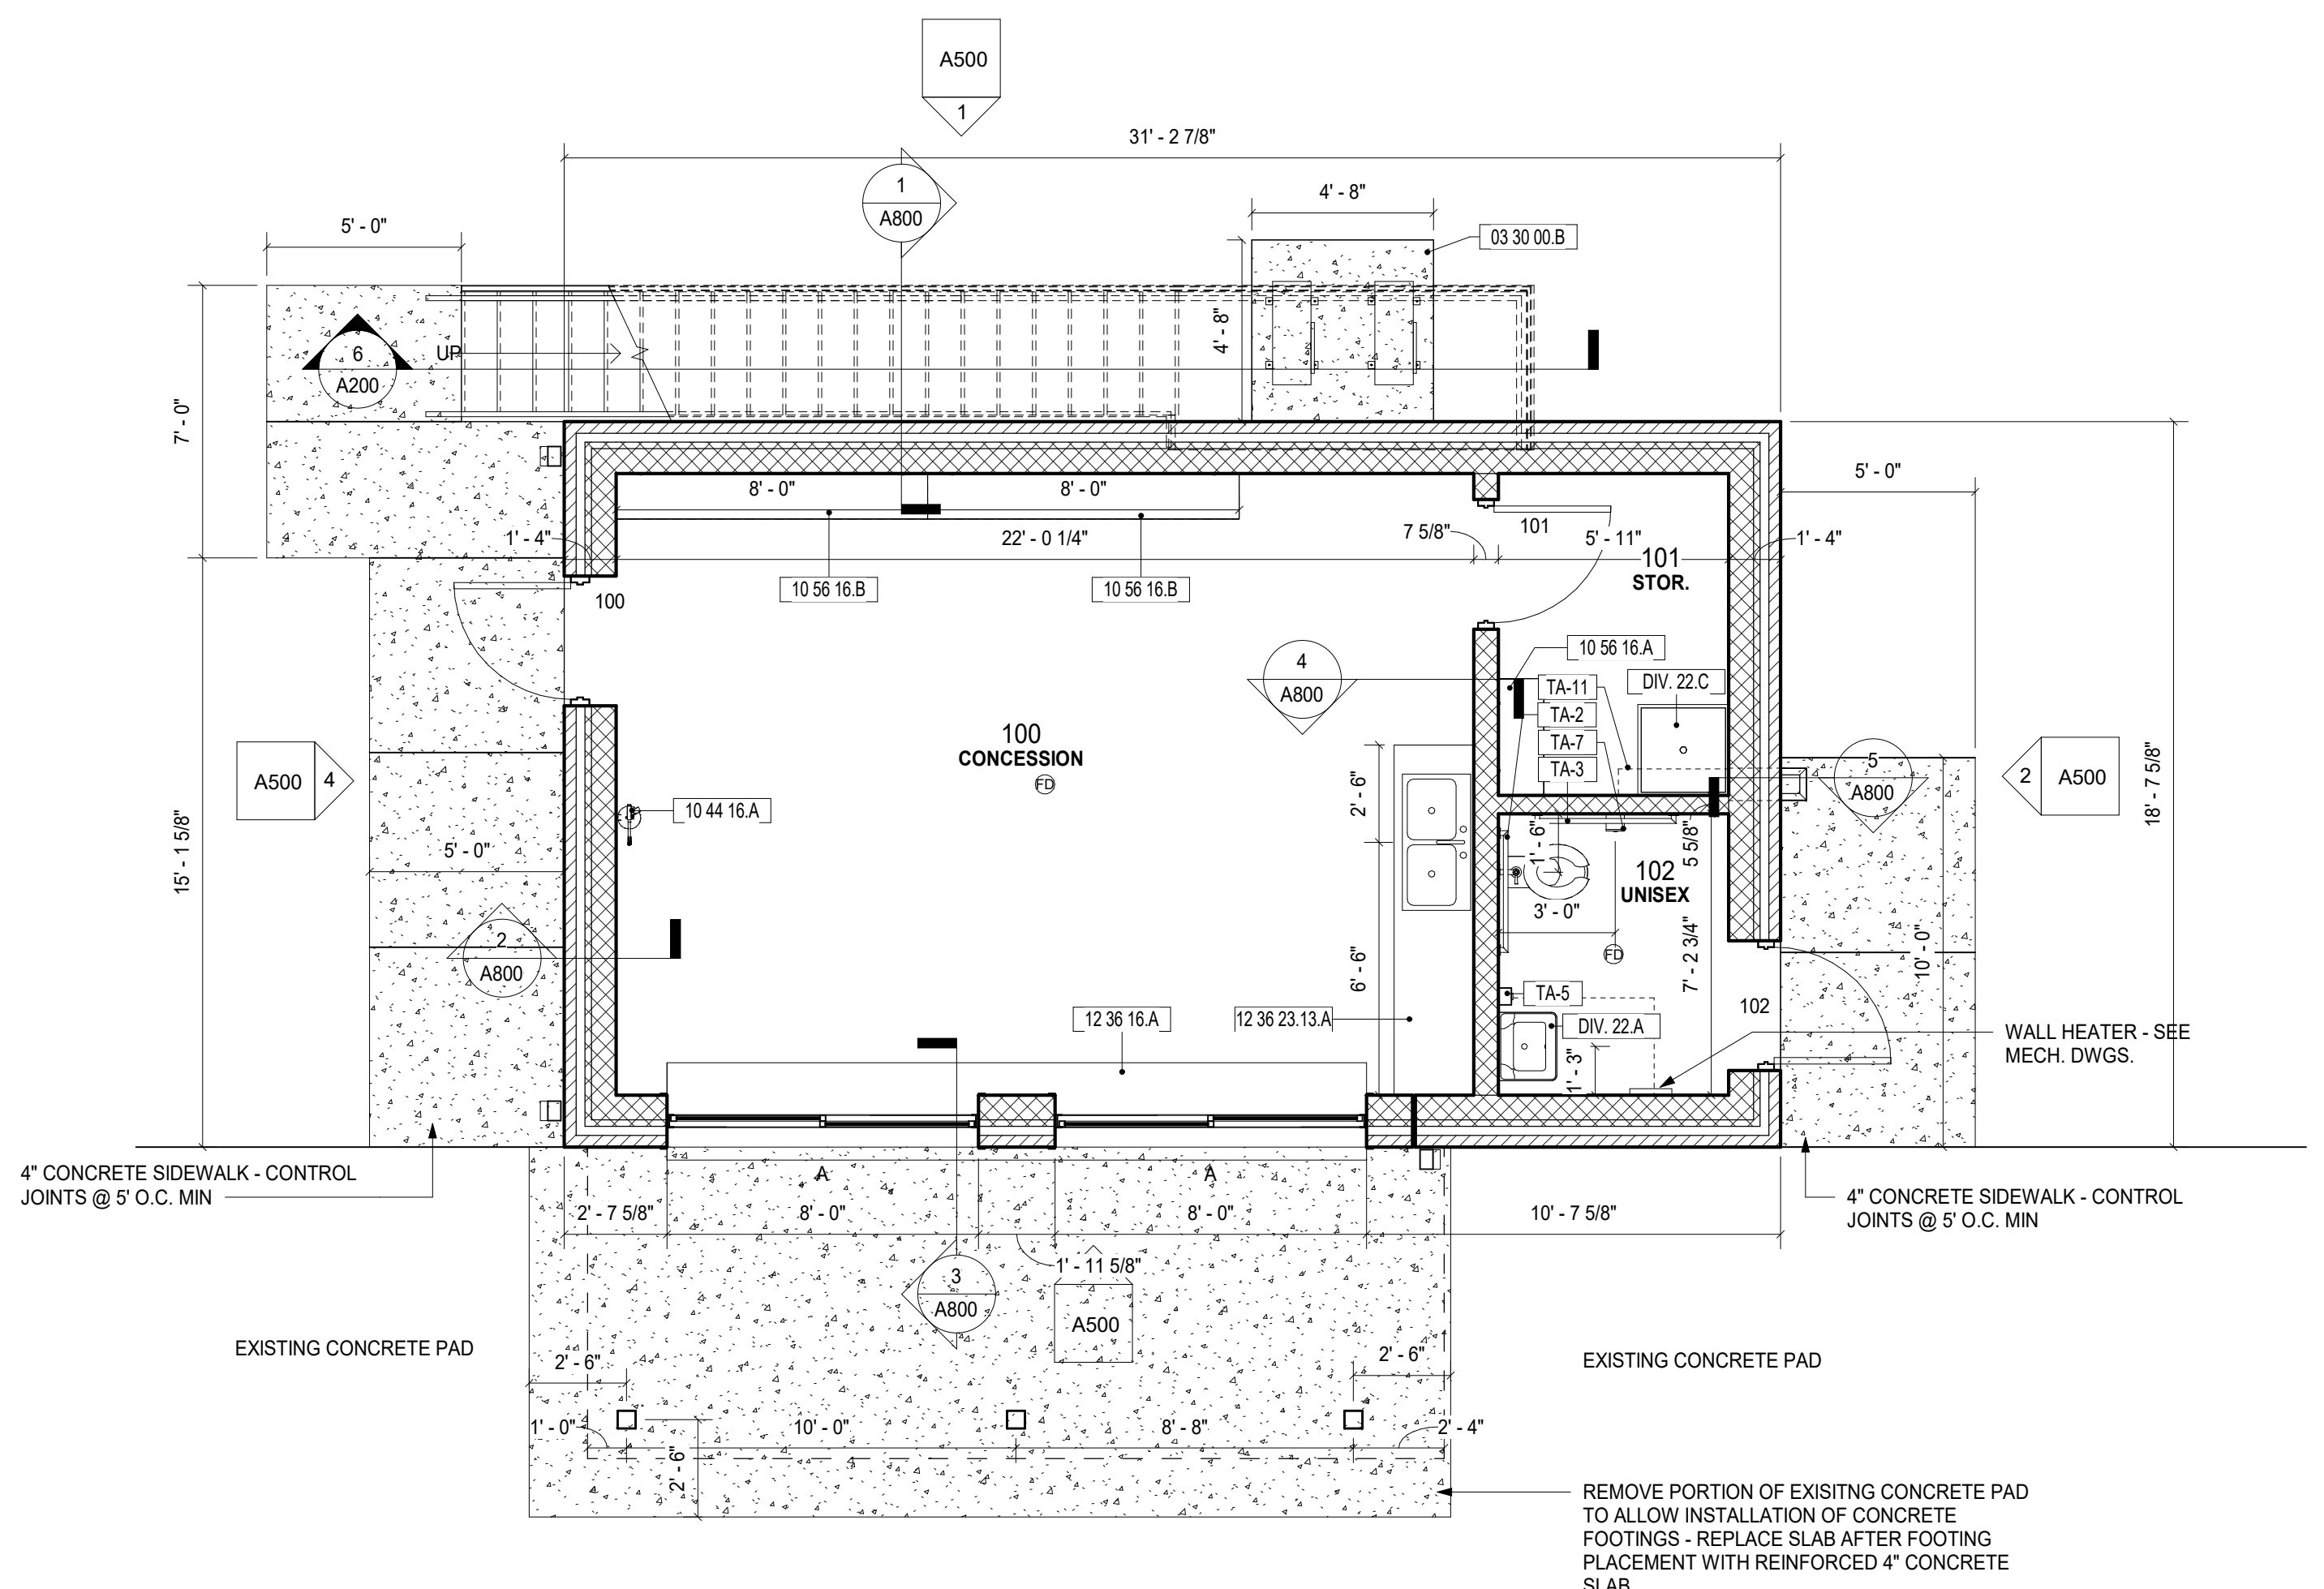 A500
1
31' - 2 7/8"
1
A800
4' - 8"
5' - 0"
03 30 00.B
4' - 8"
6
A200
UP
7' - 0"
5' - 0"
8' - 0"
8' - 0"
1' - 4"
22' - 0 1/4"
7 5/8"
101
5' - 11"
1' - 4"
101
STOR.
10 56 16.B
10 56 16.B
100
10 56 16.A
4
A800
TA-11
DIV. 22.C
TA-2
TA-7
TA-3
100
CONCESSION
FD
A500
4
2' - 6"
5
A800
2
A500
18' - 7 5/8"
10 44 16.A
15' - 1 5/8"
5' - 0"
1' - 6"
5 5/8"
102
UNISEX
3' - 0"
2
A800
6' - 6"
FD
7' - 2 3/4"
10' - 0"
TA-5
102
12 36 16.A
12 36 23.13.A
DIV. 22.A
1' - 3"
WALL HEATER - SEE
MECH. DWGS.
4" CONCRETE SIDEWALK - CONTROL
JOINTS @ 5' O.C. MIN
A
A
4" CONCRETE SIDEWALK - CONTROL
JOINTS @ 5' O.C. MIN
2' - 7 5/8"
8' - 0"
8' - 0"
10' - 7 5/8"
1' - 11 5/8"
3
A800
A500
EXISTING CONCRETE PAD
2' - 6"
2' - 6"
EXISTING CONCRETE PAD
1' - 0"
10' - 0"
8' - 8"
2' - 4"
2' - 6"
REMOVE PORTION OF EXISITNG CONCRETE PAD
TO ALLOW INSTALLATION OF CONCRETE
FOOTINGS - REPLACE SLAB AFTER FOOTING
PLACEMENT WITH REINFORCED 4" CONCRETE
SLAB